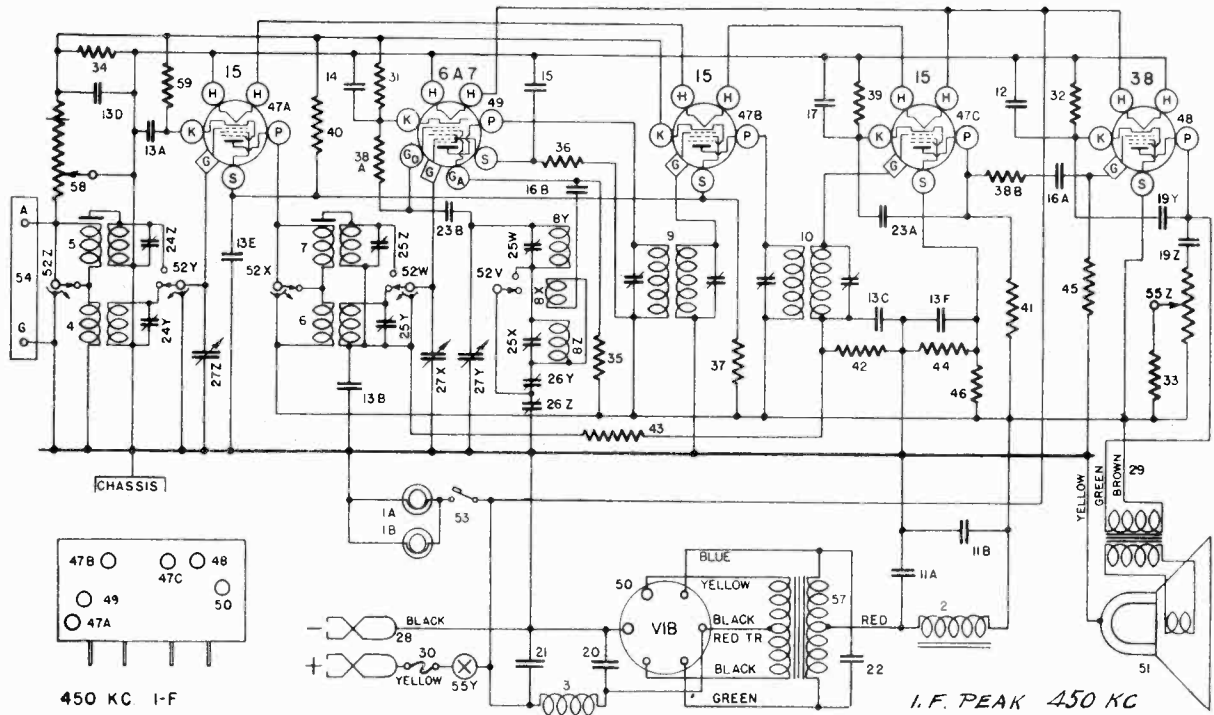 15
6A7
15
15
38
34
59
H
H
47A
14
31
H
H
49
15
H
H
47B
17
39
H
H
47C
12
32
H
H
48
13D
13A
K
P
40
K
P
K
P
K
P
K
P
G
S
38
A
GO
G
GA
S
36
16B
G
S
G
S
38B
16A
G
S
58
23B
23A
19Y
A
54
G
52Z
5
24Z
52Y
4
24Y
27Z
13E
52X
7
25Z
52W
6
25Y
13B
27X
27Y
25W
8Y
52V
8X
25X
8Z
26Y
26Z
35
9
37
10
13C
13F
42
44
46
41
45
19Z
55Z
33
43
CHASSIS
YELLOW
GREEN
BROWN
29
1A
1B
53
47B
47C
48
49
50
47A
450 KC I-F
−
28
BLACK
+
30
YELLOW
55Y
21
20
3
50
VIB
BLUE
YELLOW
BLACK
RED TR
BLACK
GREEN
57
22
RED
11A
11B
2
51
I.F. PEAK 450 KC